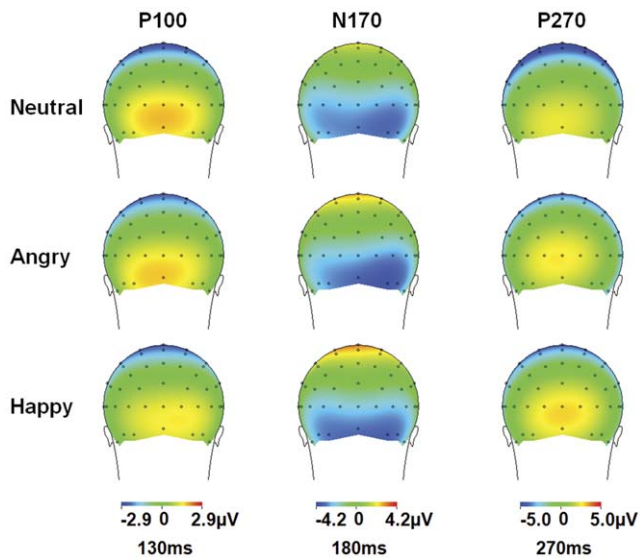 P100 N170 P270
Neutral
Angry
Happy
-2.9 0 2.9µV -4.2 0 4.2µV -5.0 0 5.0µV
130ms 180ms 270ms